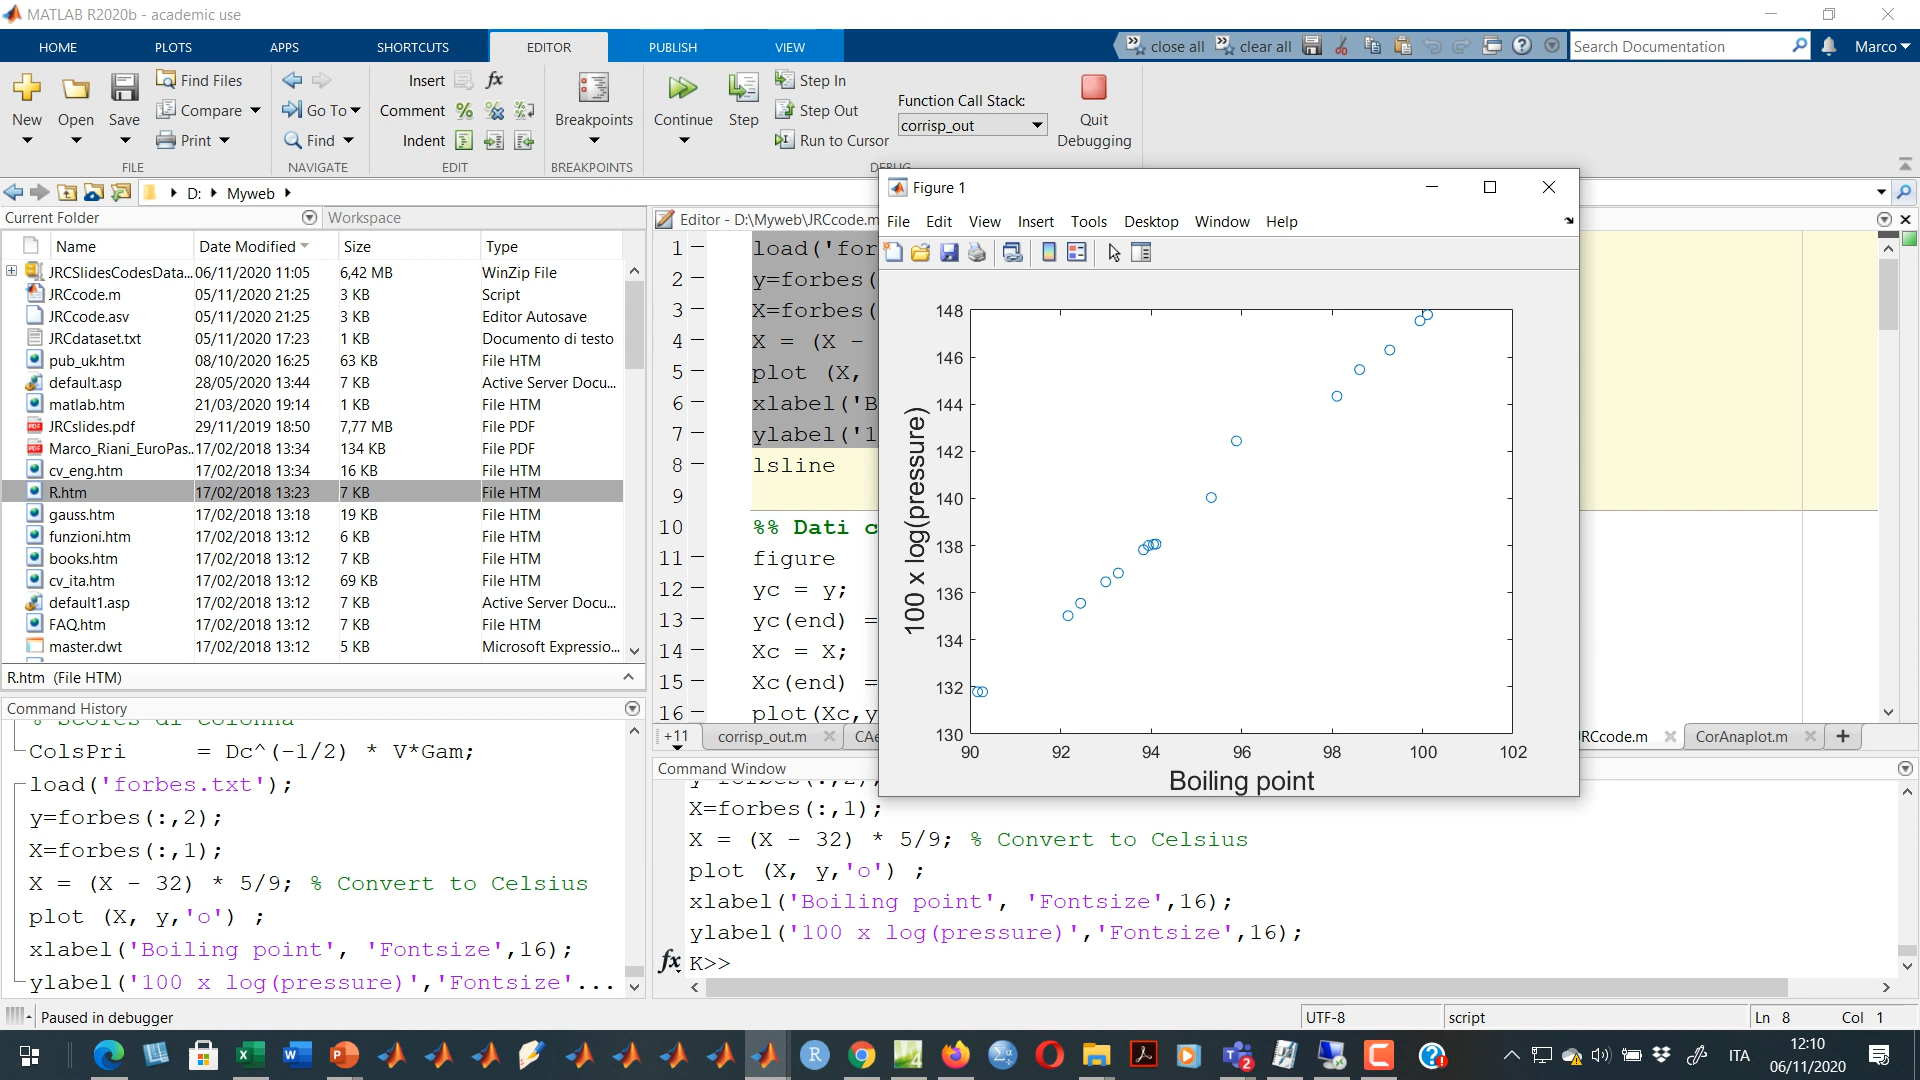 MATLAB R2020b - academic use
HOME PLOTS APPS SHORTCUTS EDITOR PUBLISH VIEW close all clear all Search Documentation Marco
New Open Save Find Files Compare Print
Go To Find
Insert fx
Comment
Indent
Breakpoints Continue Step Step In Step Out Run to Cursor
Function Call Stack:
corrisp_out
Quit Debugging
FILE NAVIGATE EDIT BREAKPOINTS DEBUG
D: Myweb
Current Folder Workspace
Name Date Modified Size Type
JRCSlidesCodesData... 06/11/2020 11:05 6,42 MB WinZip File
JRCcode.m 05/11/2020 21:25 3 KB Script
JRCcode.asv 05/11/2020 21:25 3 KB Editor Autosave
JRCdataset.txt 05/11/2020 17:23 1 KB Documento di testo
pub_uk.htm 08/10/2020 16:25 63 KB File HTM
default.asp 28/05/2020 13:44 7 KB Active Server Docu...
matlab.htm 21/03/2020 19:14 1 KB File HTM
JRCslides.pdf 29/11/2019 18:50 7,77 MB File PDF
Marco_Riani_EuroPas... 17/02/2018 13:34 134 KB File PDF
cv_eng.htm 17/02/2018 13:34 16 KB File HTM
R.htm 17/02/2018 13:23 7 KB File HTM
gauss.htm 17/02/2018 13:18 19 KB File HTM
funzioni.htm 17/02/2018 13:12 6 KB File HTM
books.htm 17/02/2018 13:12 7 KB File HTM
cv_ita.htm 17/02/2018 13:12 69 KB File HTM
default1.asp 17/02/2018 13:12 7 KB Active Server Docu...
FAQ.htm 17/02/2018 13:12 7 KB File HTM
master.dwt 17/02/2018 13:12 5 KB Microsoft Expressio...
R.htm (File HTM)
Command History
% Scores di colonna
ColsPri = Dc^(-1/2) * V*Gam;
load('forbes.txt');
y=forbes(:,2);
X=forbes(:,1);
X = (X - 32) * 5/9; % Convert to Celsius
plot (X, y,'o') ;
xlabel('Boiling point', 'Fontsize',16);
ylabel('100 x log(pressure)','Fontsize'...
Editor - D:\Myweb\JRCcode.m
1 load('for
2 y=forbes(
3 X=forbes(
4 X = (X -
5 plot (X,
6 xlabel('B
7 ylabel('1
8 lsline
9
10 %% Dati c
11 figure
12 yc = y;
13 yc(end) =
14 Xc = X;
15 Xc(end) =
16 plot(Xc,y
+11 corrisp_out.m CAe RCcode.m CorAnaplot.m +
Figure 1
File Edit View Insert Tools Desktop Window Help
148
146
144
142
140
138
136
134
132
130
90 92 94 96 98 100 102
100 x log(pressure)
Boiling point
Command Window
y=forbes(:,2);
X=forbes(:,1);
X = (X - 32) * 5/9; % Convert to Celsius
plot (X, y,'o') ;
xlabel('Boiling point', 'Fontsize',16);
ylabel('100 x log(pressure)','Fontsize',16);
fx K>>
Paused in debugger UTF-8 script Ln 8 Col 1
ITA 12:10
06/11/2020